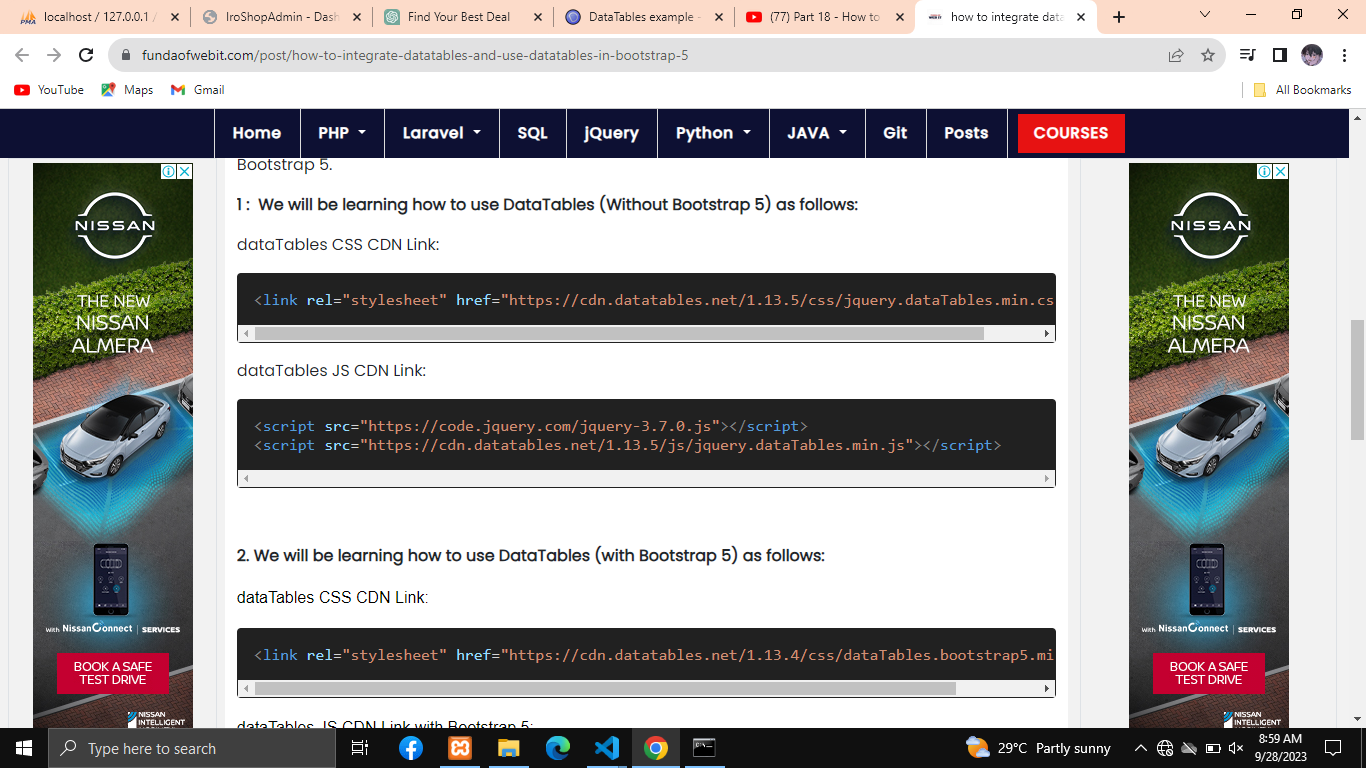 localhost / 127.0.0.1 /
IroShopAdmin - Dash
Find Your Best Deal
DataTables example -
(77) Part 18 - How to
how to integrate data
fundaofwebit.com/post/how-to-integrate-datatables-and-use-datatables-in-bootstrap-5
YouTube
Maps
Gmail
All Bookmarks
Home
PHP
Laravel
SQL
jQuery
Python
JAVA
Git
Posts
COURSES
Bootstrap 5.
1 :  We will be learning how to use DataTables (Without Bootstrap 5) as follows:
dataTables CSS CDN Link:
<link rel="stylesheet" href="https://cdn.datatables.net/1.13.5/css/jquery.dataTables.min.cs
dataTables JS CDN Link:
<script src="https://code.jquery.com/jquery-3.7.0.js"></script>
<script src="https://cdn.datatables.net/1.13.5/js/jquery.dataTables.min.js"></script>
2. We will be learning how to use DataTables (with Bootstrap 5) as follows:
dataTables CSS CDN Link:
<link rel="stylesheet" href="https://cdn.datatables.net/1.13.4/css/dataTables.bootstrap5.mi
dataTables JS CDN Link with Bootstrap 5:
NISSAN
THE NEW
NISSAN
ALMERA
with NissanConnect | SERVICES
BOOK A SAFE
TEST DRIVE
NISSAN
INTELLIGENT
NISSAN
THE NEW
NISSAN
ALMERA
with NissanConnect | SERVICES
BOOK A SAFE
TEST DRIVE
NISSAN
INTELLIGENT
Type here to search
29°C Partly sunny
8:59 AM
9/28/2023